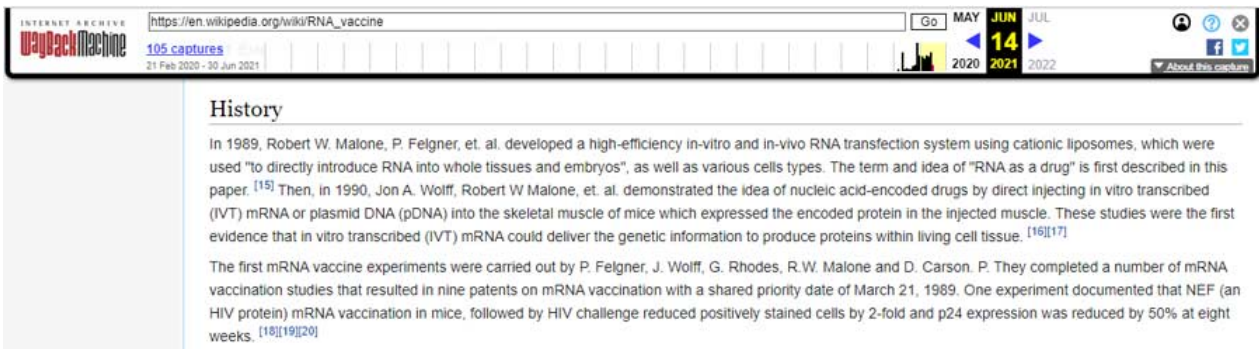 INTERNET ARCHIVE
WayBackMachine
https://en.wikipedia.org/wiki/RNA_vaccine
Go
MAY JUN JUL
105 captures
14
21 Feb 2020 - 30 Jun 2021
2020 2021 2022
About this capture
History
In 1989, Robert W. Malone, P. Felgner, et. al. developed a high-efficiency in-vitro and in-vivo RNA transfection system using cationic liposomes, which were
used "to directly introduce RNA into whole tissues and embryos", as well as various cells types. The term and idea of "RNA as a drug" is first described in this
paper. [15] Then, in 1990, Jon A. Wolff, Robert W Malone, et. al. demonstrated the idea of nucleic acid-encoded drugs by direct injecting in vitro transcribed
(IVT) mRNA or plasmid DNA (pDNA) into the skeletal muscle of mice which expressed the encoded protein in the injected muscle. These studies were the first
evidence that in vitro transcribed (IVT) mRNA could deliver the genetic information to produce proteins within living cell tissue. [16][17]
The first mRNA vaccine experiments were carried out by P. Felgner, J. Wolff, G. Rhodes, R.W. Malone and D. Carson. P. They completed a number of mRNA
vaccination studies that resulted in nine patents on mRNA vaccination with a shared priority date of March 21, 1989. One experiment documented that NEF (an
HIV protein) mRNA vaccination in mice, followed by HIV challenge reduced positively stained cells by 2-fold and p24 expression was reduced by 50% at eight
weeks. [18][19][20]